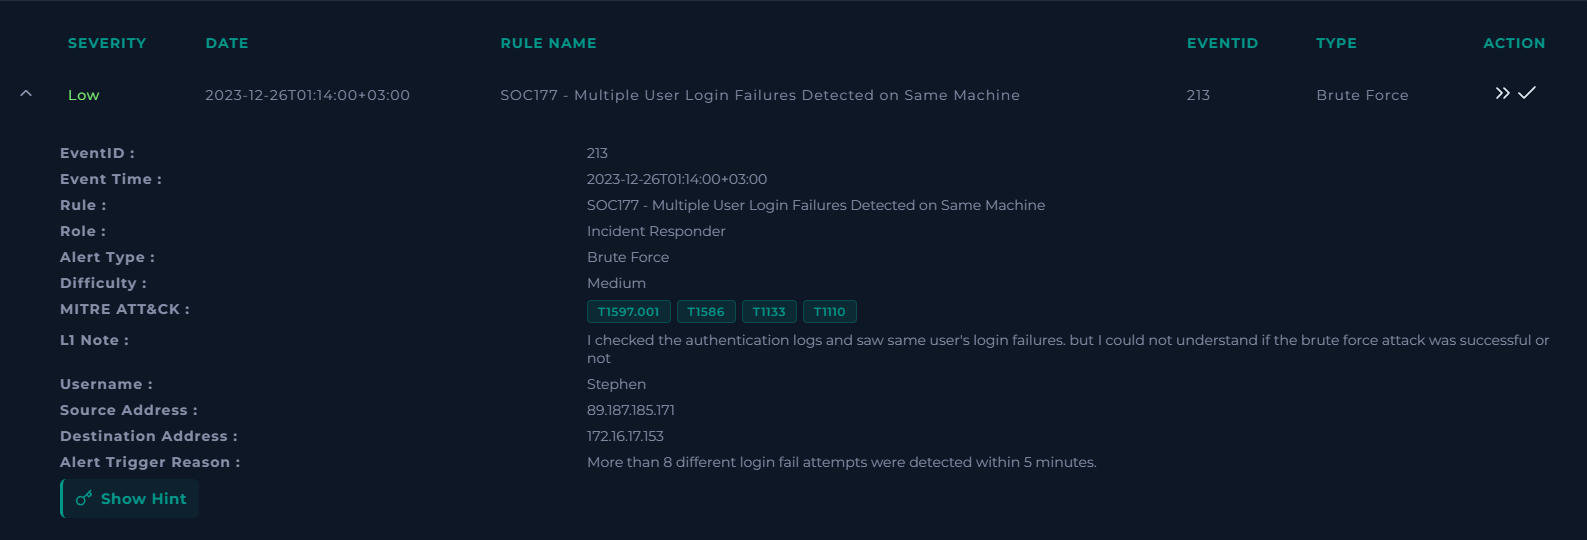 SEVERITY DATE RULE NAME EVENTID TYPE ACTION
Low 2023-12-26T01:14:00+03:00 SOC177 - Multiple User Login Failures Detected on Same Machine 213 Brute Force
EventID : 213
Event Time : 2023-12-26T01:14:00+03:00
Rule : SOC177 - Multiple User Login Failures Detected on Same Machine
Role : Incident Responder
Alert Type : Brute Force
Difficulty : Medium
MITRE ATT&CK : T1597.001 T1586 T1133 T1110
L1 Note : I checked the authentication logs and saw same user's login failures. but I could not understand if the brute force attack was successful or
not
Username : Stephen
Source Address : 89.187.185.171
Destination Address : 172.16.17.153
Alert Trigger Reason : More than 8 different login fail attempts were detected within 5 minutes.
Show Hint